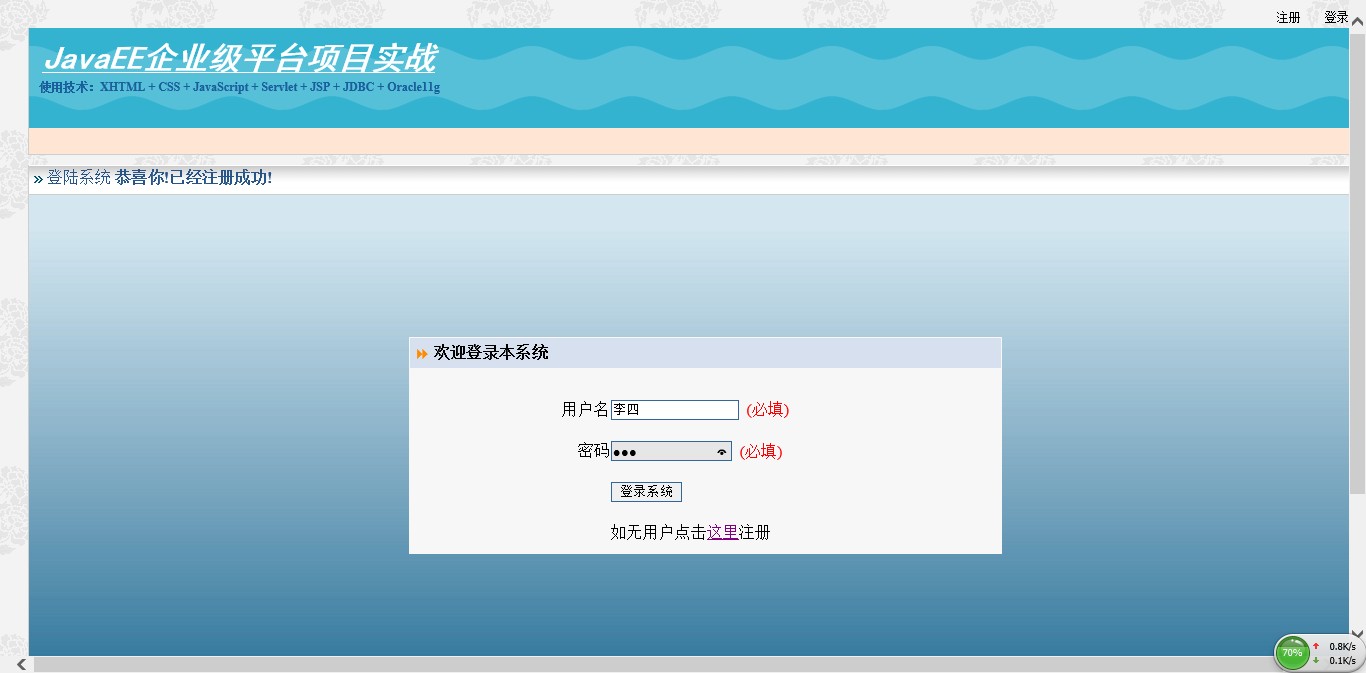 注册 登录
JavaEE企业级平台项目实战
使用技术：XHTML + CSS + JavaScript + Servlet + JSP + JDBC + Oracle11g
» 登陆系统 恭喜你!已经注册成功!
欢迎登录本系统
用户名 李四 (必填)
密码 ●●● (必填)
登录系统
如无用户点击这里注册
70% 0.8K/s
0.1K/s